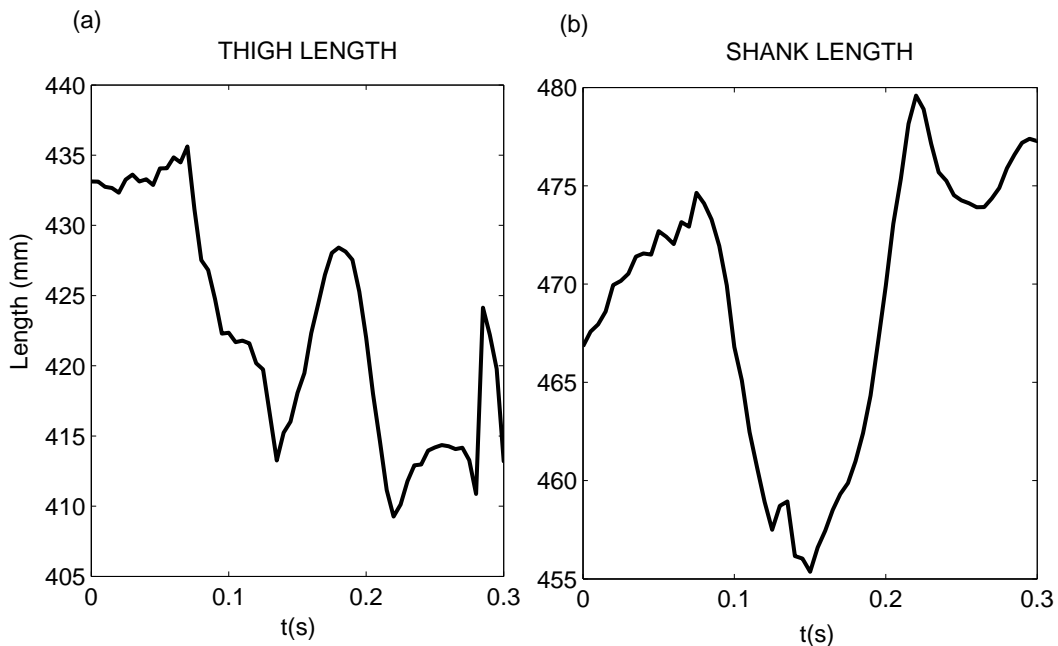 (a)
THIGH LENGTH
440
435
430
425
420
415
410
405
Length (mm)
0 0.1 0.2 0.3
t(s)
(b)
SHANK LENGTH
480
475
470
465
460
455
0 0.1 0.2 0.3
t(s)